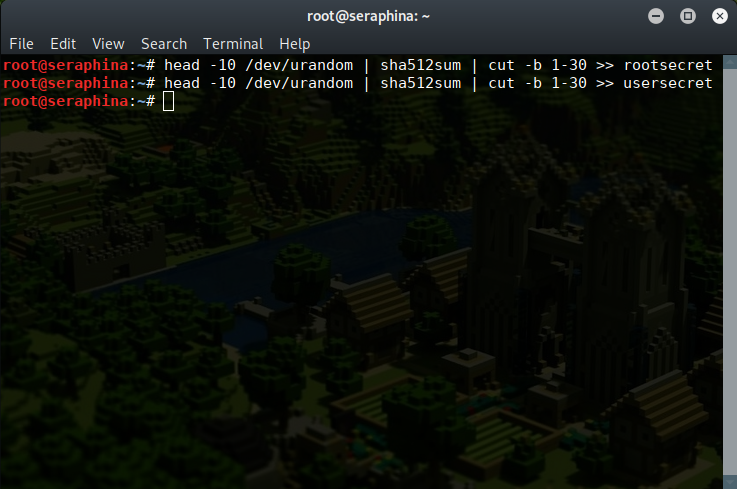 root@seraphina: ~
File Edit View Search Terminal Help
root@seraphina:~# head -10 /dev/urandom | sha512sum | cut -b 1-30 >> rootsecret
root@seraphina:~# head -10 /dev/urandom | sha512sum | cut -b 1-30 >> usersecret
root@seraphina:~#